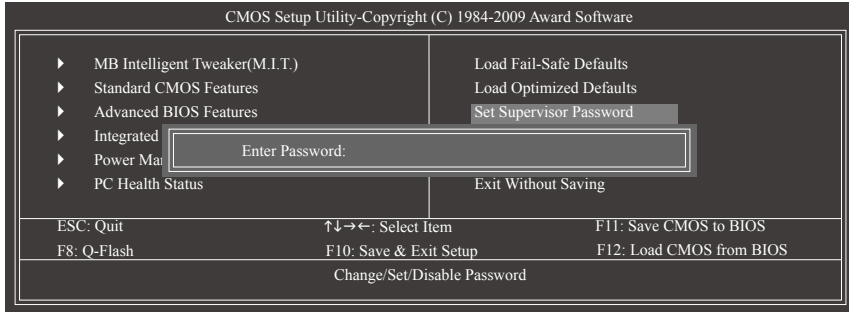 CMOS Setup Utility-Copyright (C) 1984-2009 Award Software
MB Intelligent Tweaker(M.I.T.)
Standard CMOS Features
Advanced BIOS Features
Integrated
Power Mar
PC Health Status
Load Fail-Safe Defaults
Load Optimized Defaults
Set Supervisor Password
Exit Without Saving
Enter Password:
ESC: Quit ↑↓→←: Select Item F11: Save CMOS to BIOS
F8: Q-Flash F10: Save & Exit Setup F12: Load CMOS from BIOS
Change/Set/Disable Password